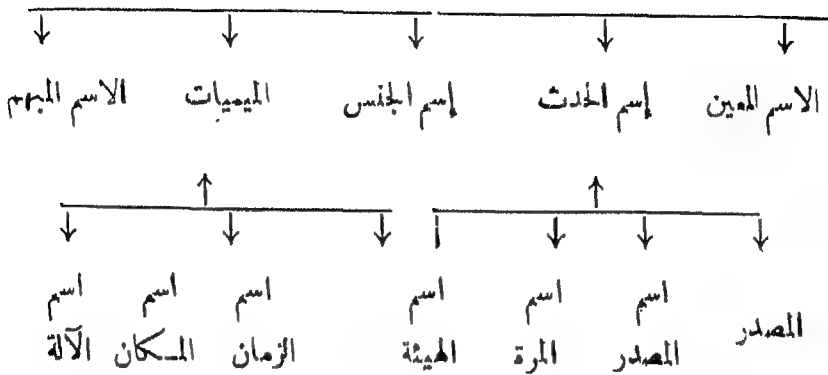 الاسم المعين إسم الحدث إسم الجنس الميميات الاسم المبهم
المصدر اسم المصدر اسم المرة اسم الهيئة اسم الزمان اسم المـكان اسم الآلة